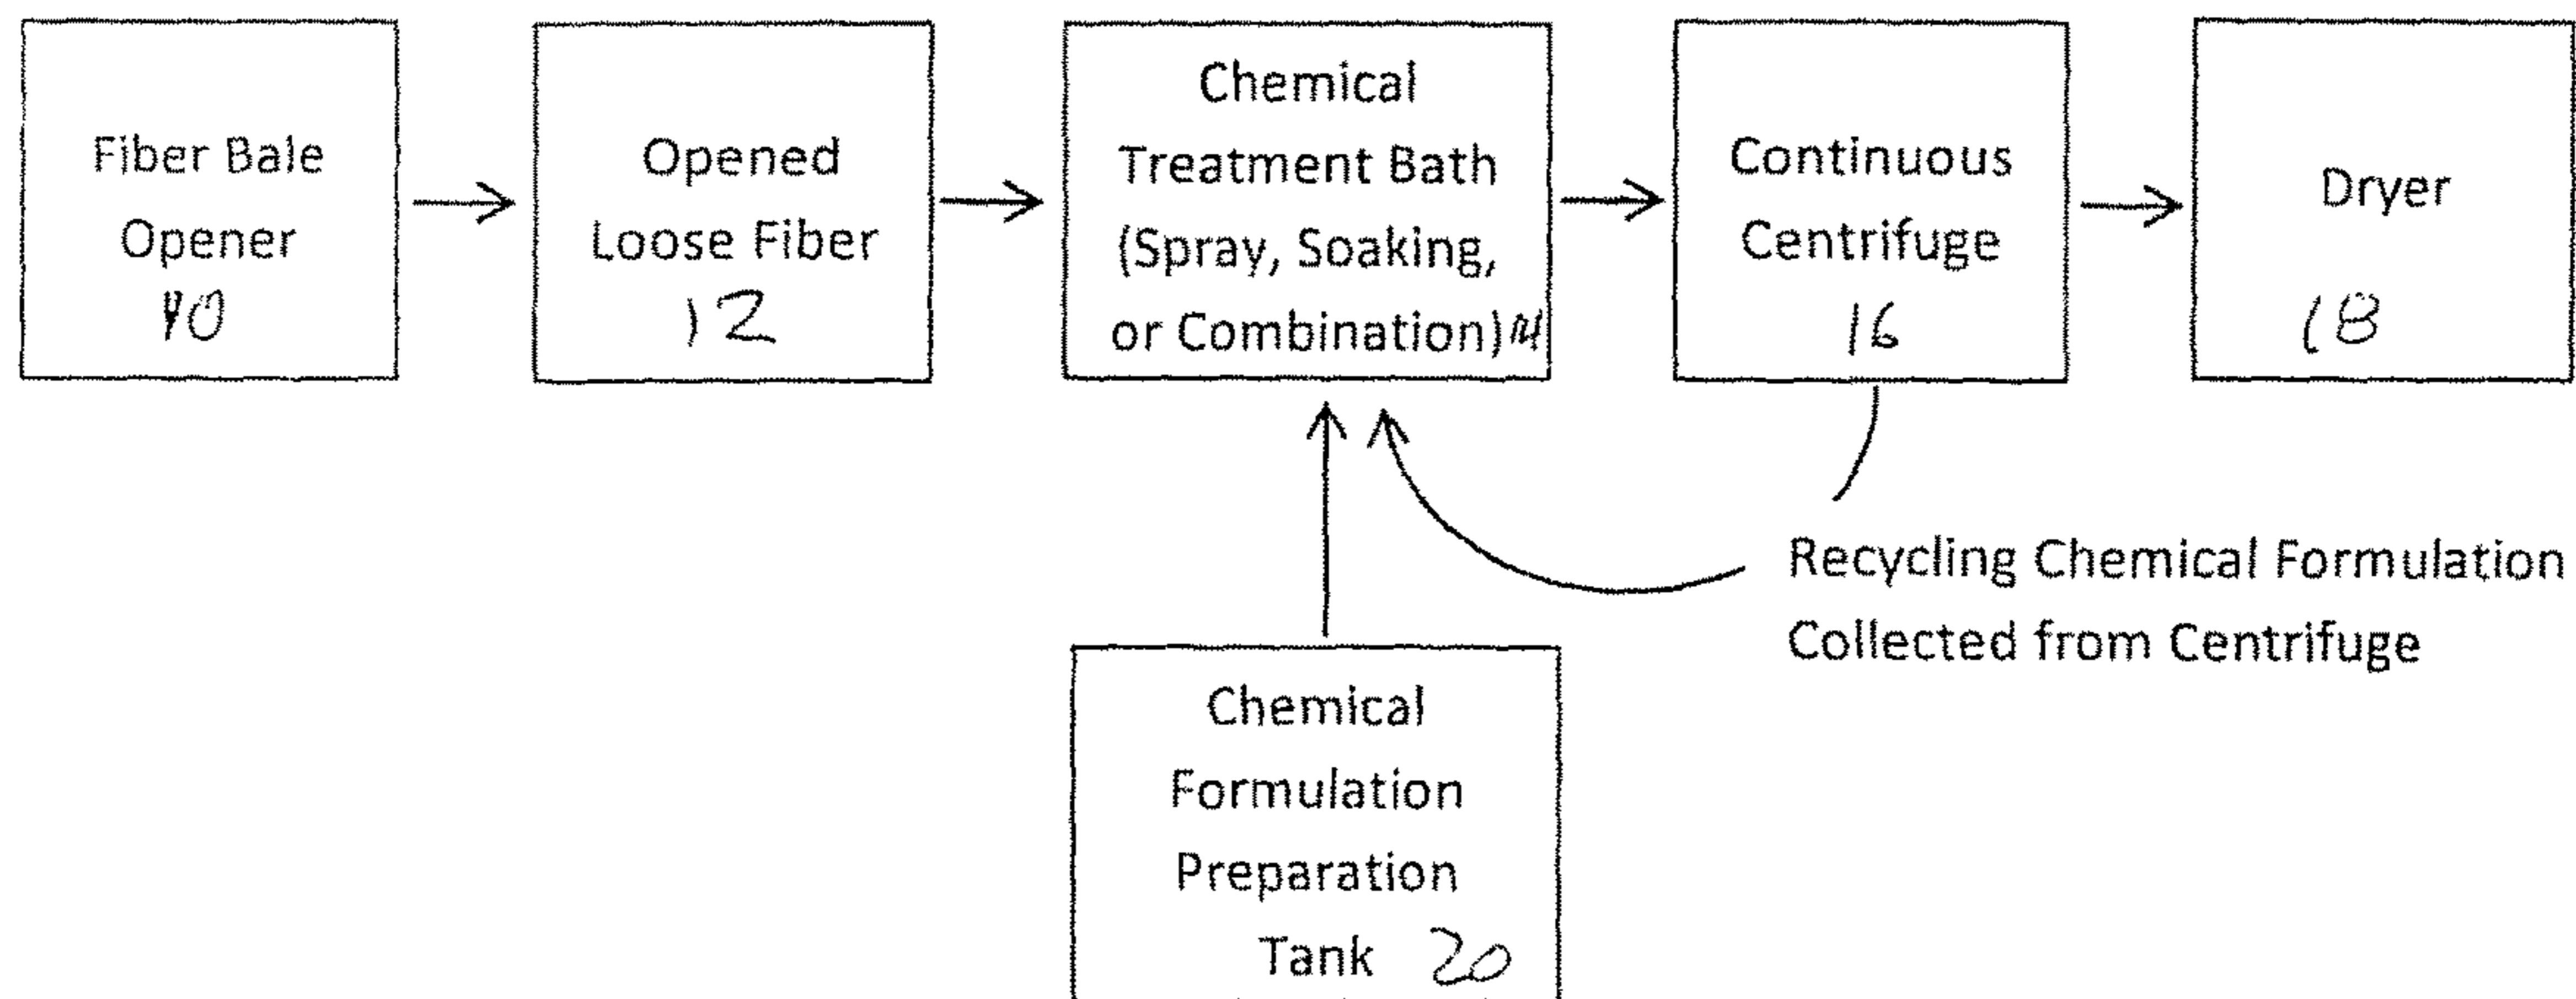 Fiber Bale
Opener
10
Opened
Loose Fiber
12
Chemical
Treatment Bath
(Spray, Soaking,
or Combination) 14
Continuous
Centrifuge
16
Dryer
18
Recycling Chemical Formulation
Collected from Centrifuge
Chemical
Formulation
Preparation
Tank 20